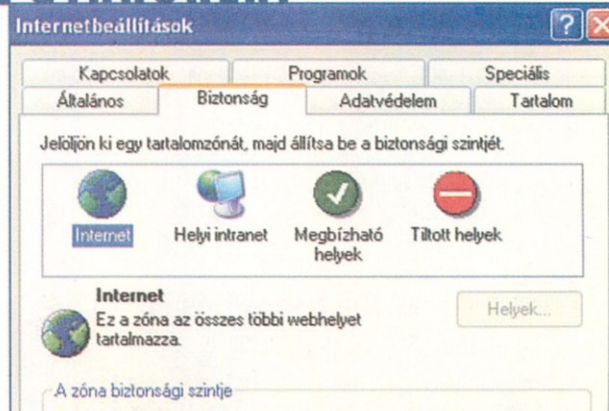 Internetbeállítások
Kapcsolatok Programok Speciális
Általános Biztonság Adatvédelem Tartalom
Jelöljön ki egy tartalomzónát, majd állítsa be a biztonsági szintjét.
Internet Helyi intranet Megbízható helyek Tiltott helyek
Internet
Ez a zóna az összes többi webhelyet
tartalmazza.
Helyek...
A zóna biztonsági szintje